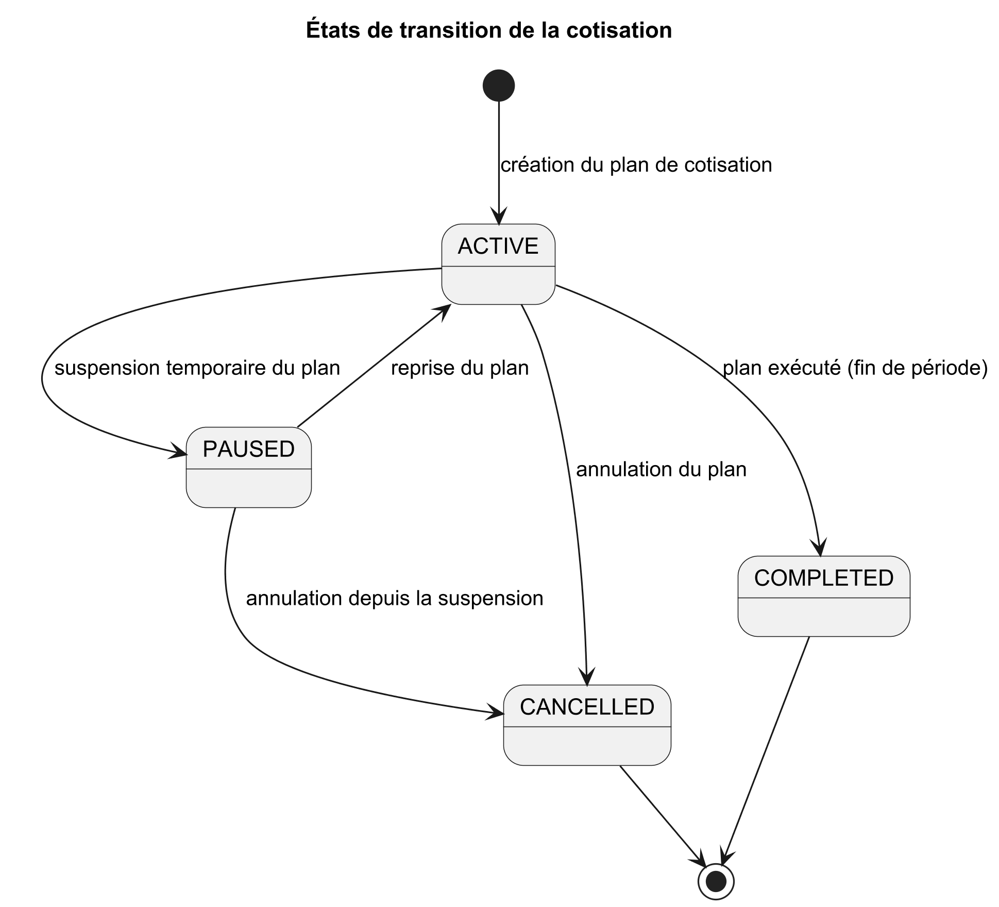 États de transition de la cotisation
création du plan de cotisation
ACTIVE
suspension temporaire du plan
reprise du plan
plan exécuté (fin de période)
PAUSED
annulation du plan
COMPLETED
annulation depuis la suspension
CANCELLED